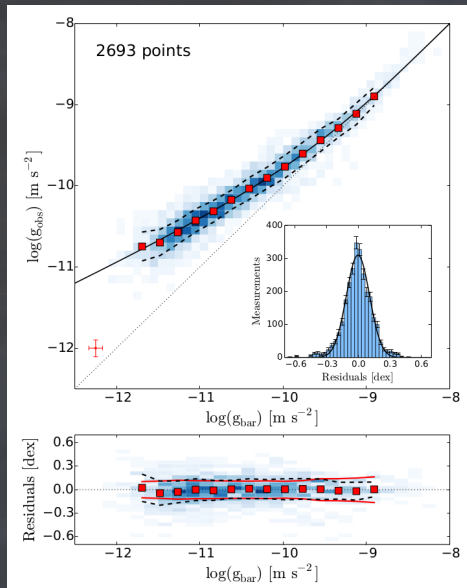 2693 points
−8
−9
−10
−11
−12
log(g_obs) [m s⁻²]
400
300
200
100
0
Measurements
−0.6 −0.3 0.0 0.3 0.6
Residuals [dex]
−12 −11 −10 −9 −8
log(g_bar) [m s⁻²]
0.6
0.3
0.0
−0.3
−0.6
Residuals [dex]
−12 −11 −10 −9 −8
log(g_bar) [m s⁻²]